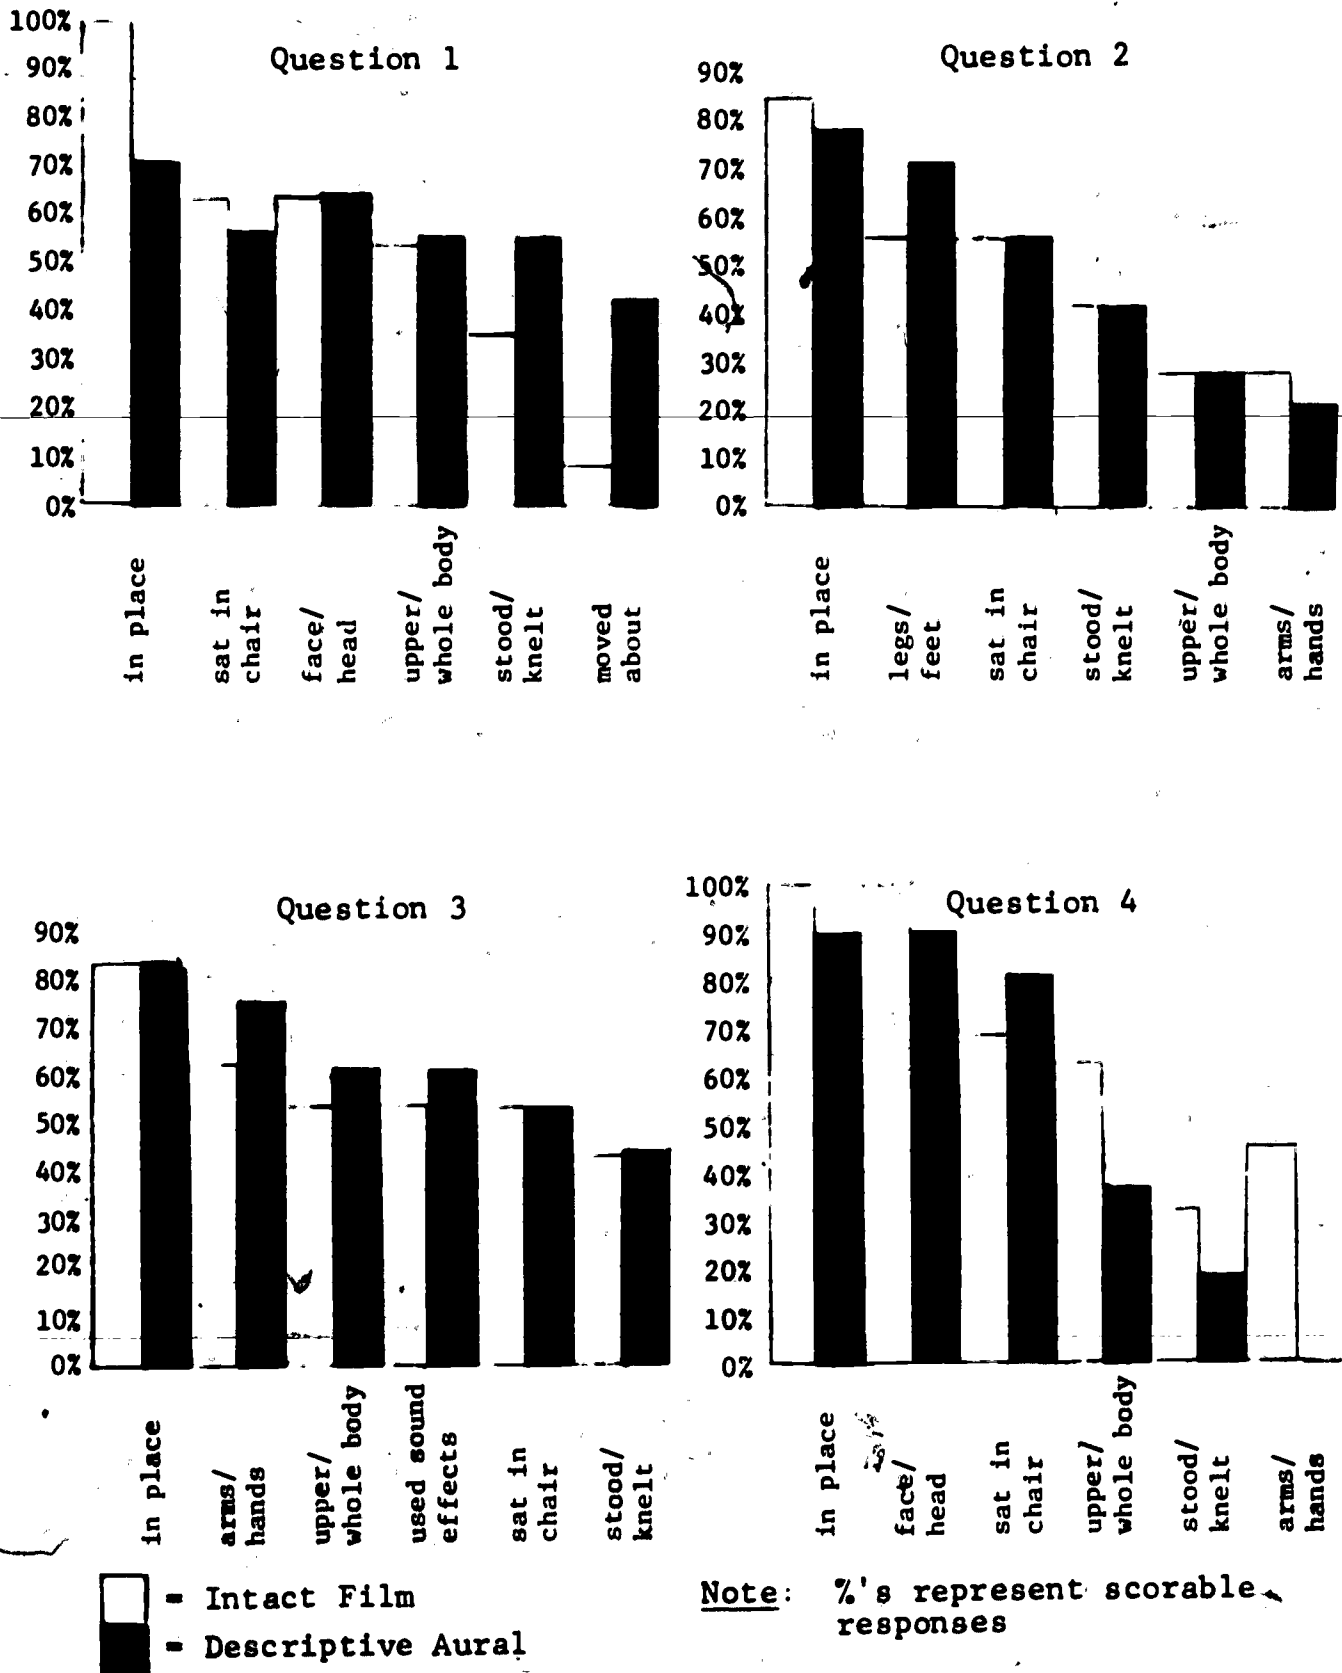 Question 1
100%
90%
80%
70%
60%
50%
40%
30%
20%
10%
0%
in place
sat in
chair
face/
head
upper/
whole body
stood/
knelt
moved
about
Question 2
90%
80%
70%
60%
50%
40%
30%
20%
10%
0%
in place
legs/
feet
sat in
chair
stood/
knelt
upper/
whole body
arms/
hands
Question 3
90%
80%
70%
60%
50%
40%
30%
20%
10%
0%
in place
arms/
hands
upper/
whole body
used sound
effects
sat in
chair
stood/
knelt
Question 4
100%
90%
80%
70%
60%
50%
40%
30%
20%
10%
0%
in place
face/
head
sat in
chair
upper/
whole body
stood/
knelt
arms/
hands
= Intact Film
= Descriptive Aural
Note: %'s represent scorable
responses